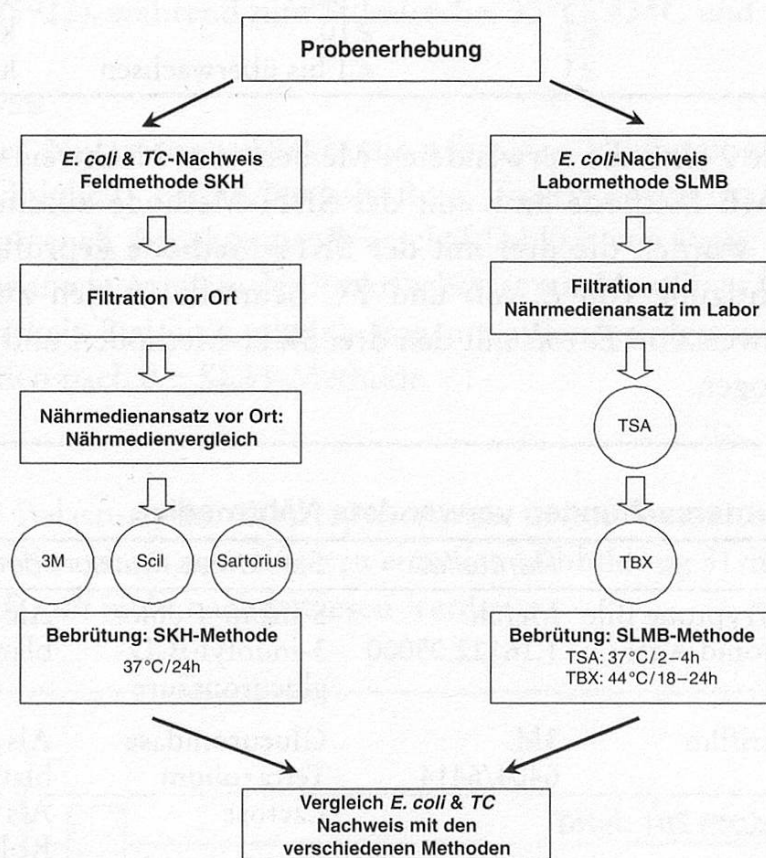 Probenerhebung
E. coli & TC-Nachweis
Feldmethode SKH
Filtration vor Ort
Nährmedienansatz vor Ort:
Nährmedienvergleich
3M
Scil
Sartorius
Bebrütung: SKH-Methode
37°C/24h
E. coli-Nachweis
Labormethode SLMB
Filtration und
Nährmedienansatz im Labor
TSA
TBX
Bebrütung: SLMB-Methode
TSA: 37°C/2–4h
TBX: 44°C/18–24h
Vergleich E. coli & TC
Nachweis mit den
verschiedenen Methoden